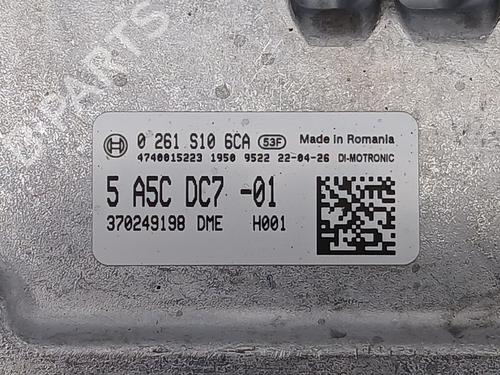 0 261 S10 6CA 53F Made in Romania
4740015223 1950 9522 22-04-26 DI-MOTRONIC
5 A5C DC7 -01
370249198 DME H001